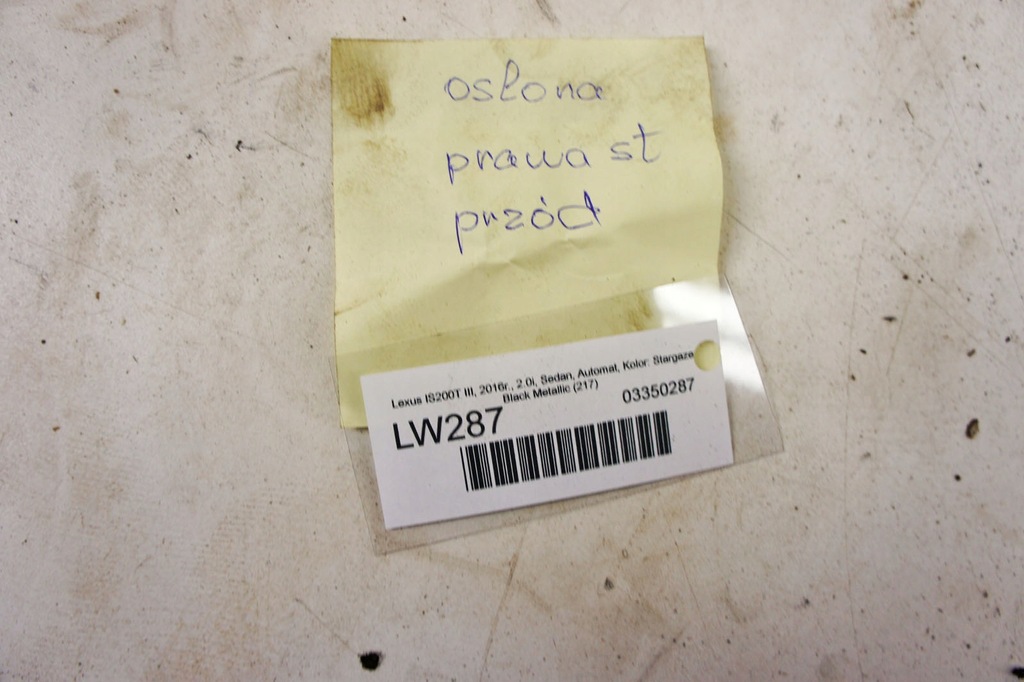 osłona
prawa st
przód
Lexus IS200T III, 2016r., 2.0i, Sedan, Automat, Kolor: Stargaze
Black Metallic (217)
LW287 03350287